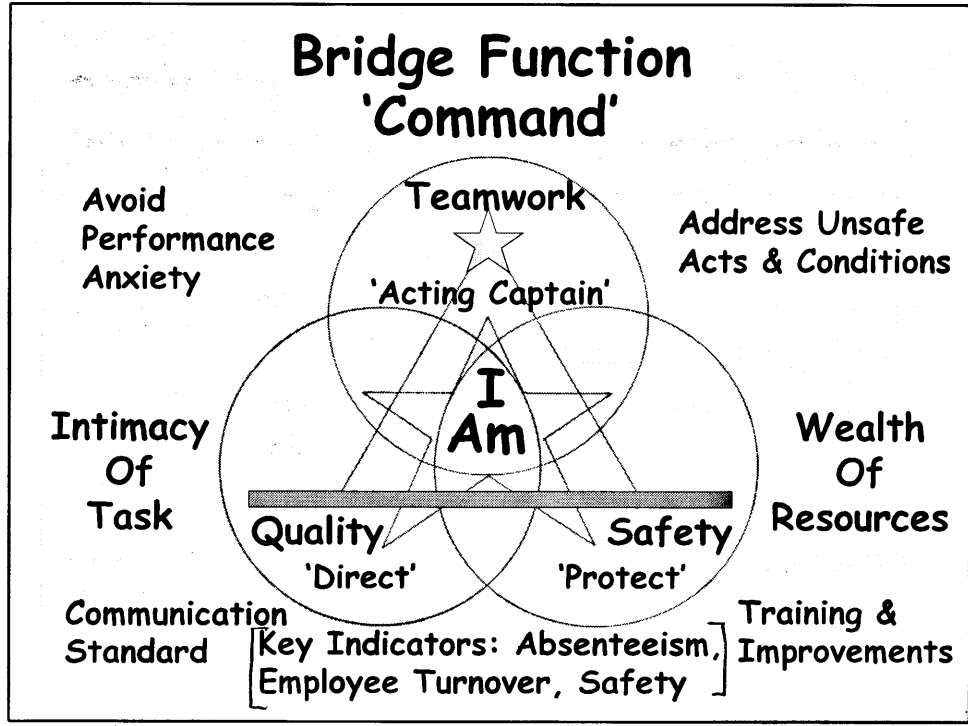 Bridge Function
'Command'
Teamwork
Avoid
Performance
Anxiety
Address Unsafe
Acts & Conditions
'Acting Captain'
I
Am
Intimacy
Of
Task
Wealth
Of
Resources
Quality
Safety
'Direct'
'Protect'
Communication
Standard
Key Indicators: Absenteeism,
Employee Turnover, Safety
Training &
Improvements